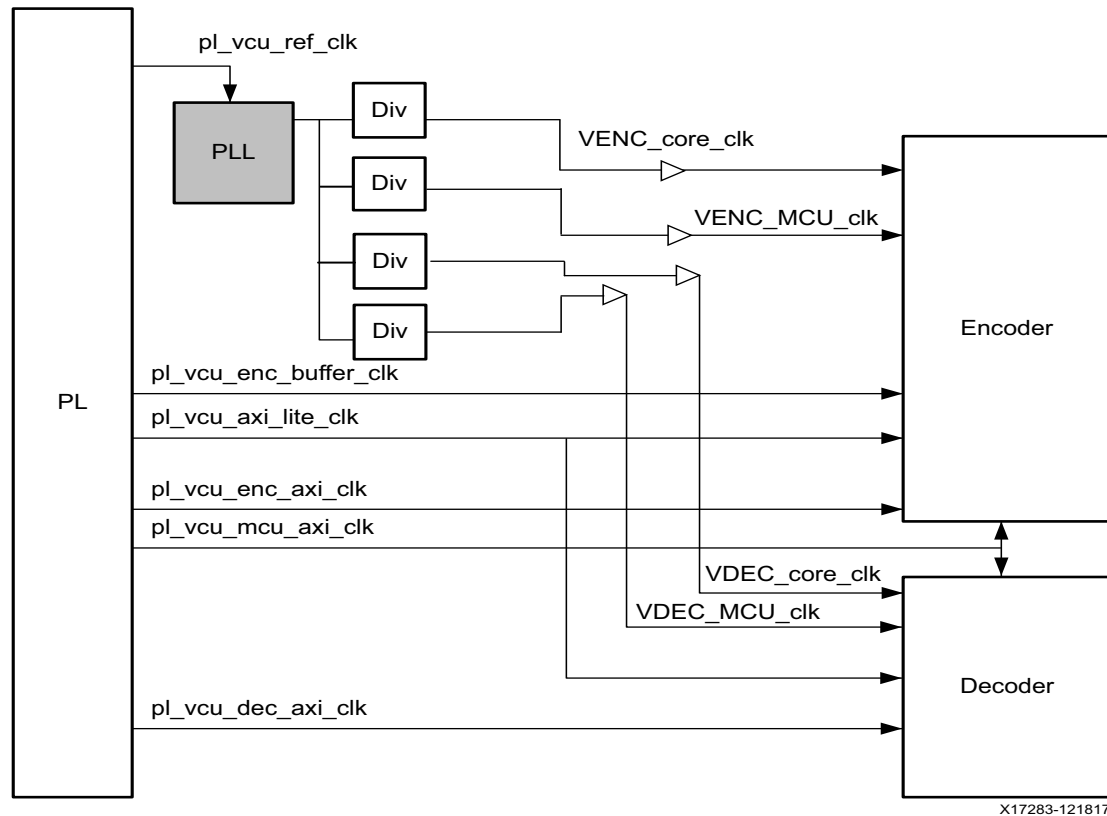 pl_vcu_ref_clk
Div
PLL
VENC_core_clk
Div
VENC_MCU_clk
Div
Div
Encoder
pl_vcu_enc_buffer_clk
PL
pl_vcu_axi_lite_clk
pl_vcu_enc_axi_clk
pl_vcu_mcu_axi_clk
VDEC_core_clk
VDEC_MCU_clk
Decoder
pl_vcu_dec_axi_clk
X17283-121817